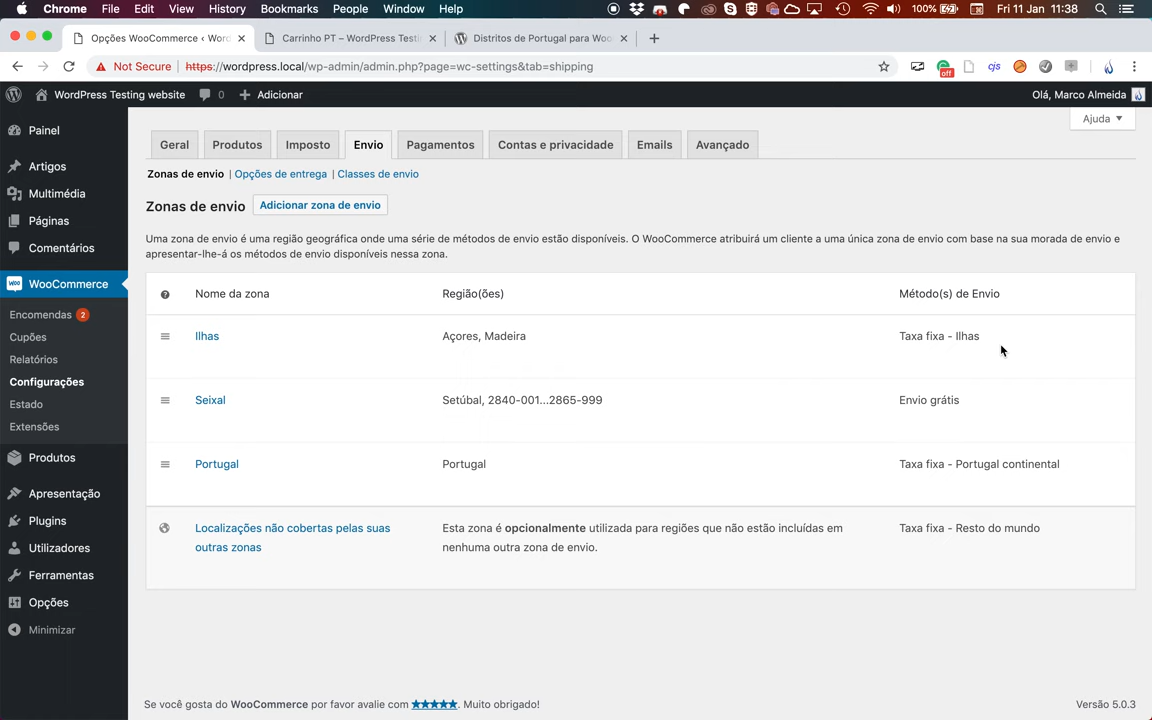 Chrome File Edit View History Bookmarks People Window Help 100% Fri 11 Jan 11:38
Opções WooCommerce ‹ Wor Carrinho PT – WordPress Testi Distritos de Portugal para Woo
Not Secure https://wordpress.local/wp-admin/admin.php?page=wc-settings&tab=shipping off cjs
WordPress Testing website 0 Adicionar Olá, Marco Almeida
Ajuda
Painel
Artigos
Multimédia
Páginas
Comentários
WooCommerce
Encomendas 2
Cupões
Relatórios
Configurações
Estado
Extensões
Produtos
Apresentação
Plugins
Utilizadores
Ferramentas
Opções
Minimizar
Geral Produtos Imposto Envio Pagamentos Contas e privacidade Emails Avançado
Zonas de envio | Opções de entrega | Classes de envio
Zonas de envio Adicionar zona de envio
Uma zona de envio é uma região geográfica onde uma série de métodos de envio estão disponíveis. O WooCommerce atribuirá um cliente a uma única zona de envio com base na sua morada de envio e
apresentar-lhe-á os métodos de envio disponíveis nessa zona.
Nome da zona Região(ões) Método(s) de Envio
Ilhas Açores, Madeira Taxa fixa - Ilhas
Seixal Setúbal, 2840-001...2865-999 Envio grátis
Portugal Portugal Taxa fixa - Portugal continental
Localizações não cobertas pelas suas Esta zona é opcionalmente utilizada para regiões que não estão incluídas em Taxa fixa - Resto do mundo
outras zonas nenhuma outra zona de envio.
Se você gosta do WooCommerce por favor avalie com ★★★★★. Muito obrigado! Versão 5.0.3